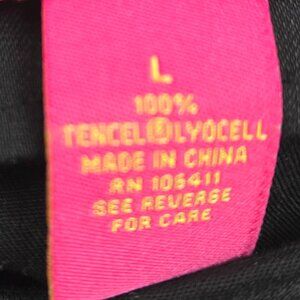 L
100%
TENCEL®LYOCELL
MADE IN CHINA
RN 106411
SEE REVERSE
FOR CARE